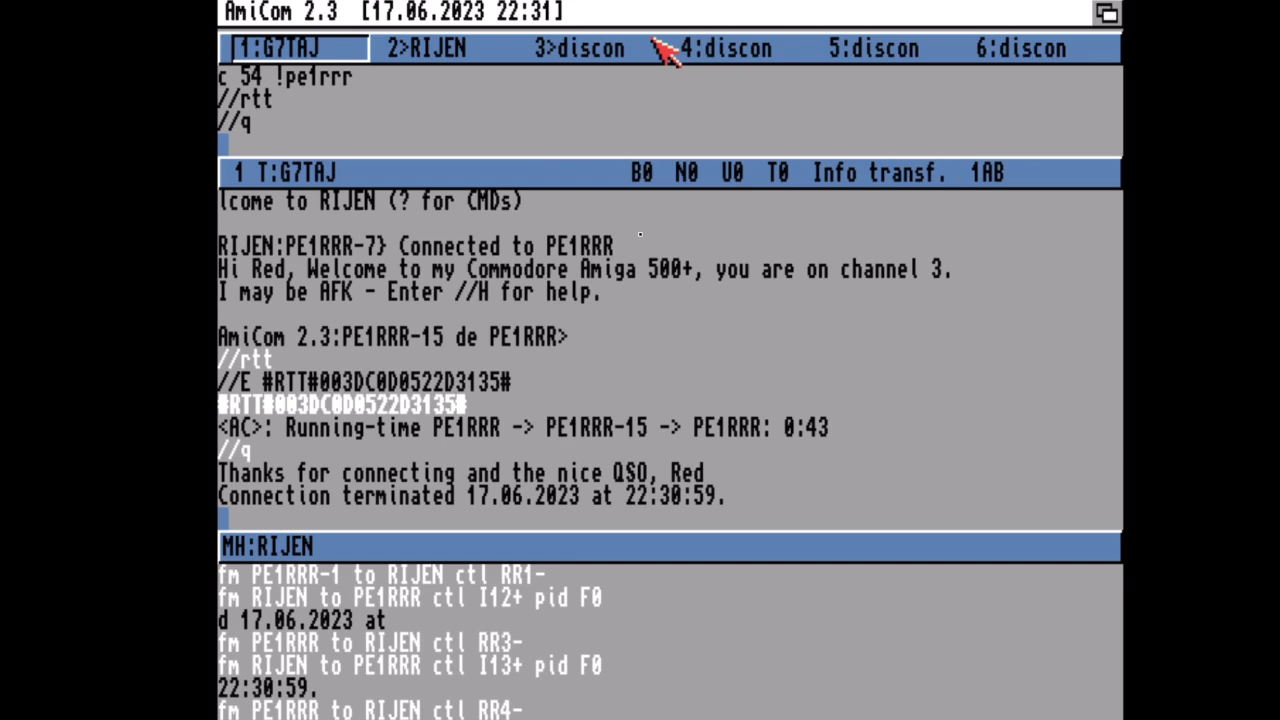 AmiCom 2.3 [17.06.2023 22:31]
1:G7TAJ 2>RIJEN 3>discon 4:discon 5:discon 6:discon
c 54 !pe1rrr
//rtt
//q
1 T:G7TAJ B0 N0 U0 T0 Info transf. 1AB
lcome to RIJEN (? for CMDs)
RIJEN:PE1RRR-7} Connected to PE1RRR
Hi Red, Welcome to my Commodore Amiga 500+, you are on channel 3.
I may be AFK - Enter //H for help.
AmiCom 2.3:PE1RRR-15 de PE1RRR>
//rtt
//E #RTT#003DC0D0522D3135#
#RTT#003DC0D0522D3135#
<AC>: Running-time PE1RRR -> PE1RRR-15 -> PE1RRR: 0:43
//q
Thanks for connecting and the nice QSO, Red
Connection terminated 17.06.2023 at 22:30:59.
MH:RIJEN
fm PE1RRR-1 to RIJEN ctl RR1-
fm RIJEN to PE1RRR ctl I12+ pid F0
d 17.06.2023 at
fm PE1RRR to RIJEN ctl RR3-
fm RIJEN to PE1RRR ctl I13+ pid F0
22:30:59.
fm PE1RRR to RIJEN ctl RR4-